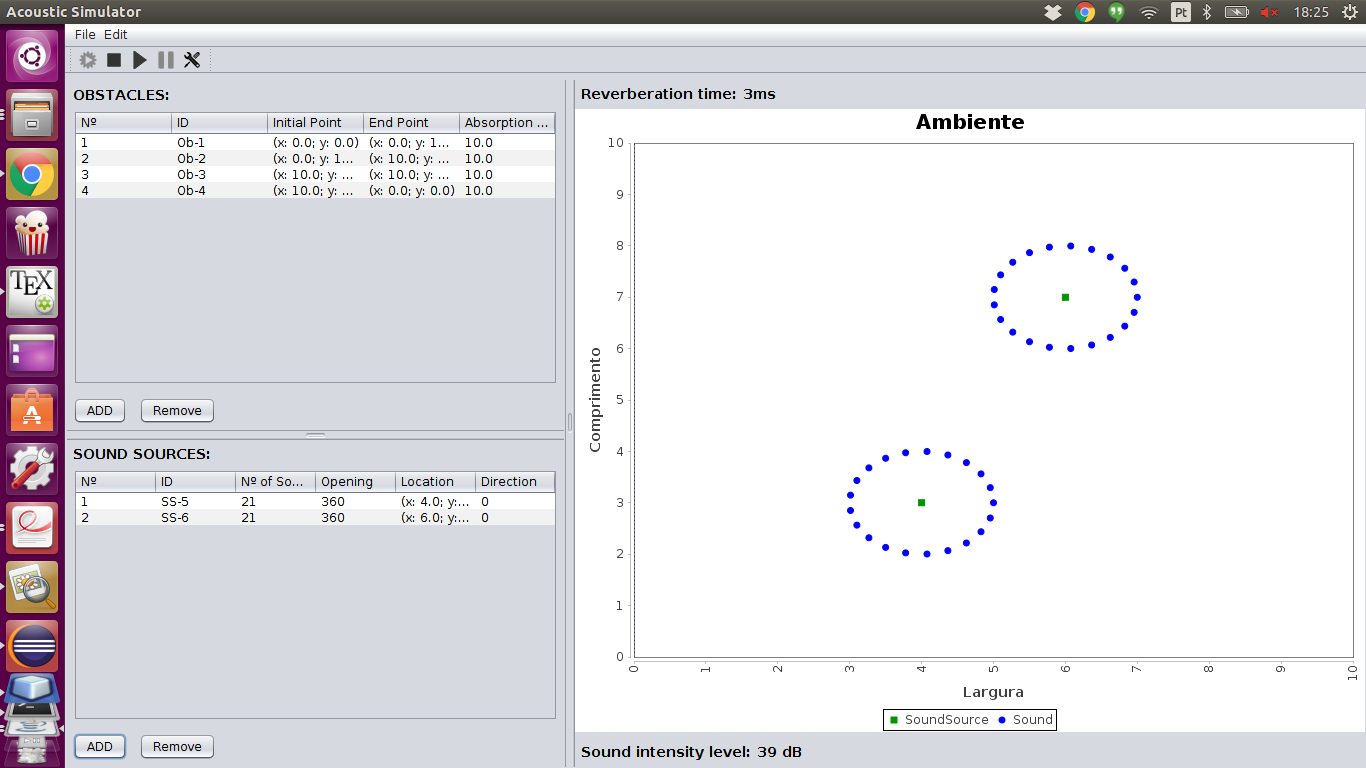 Acoustic Simulator
Pt
18:25
File Edit
OBSTACLES:
Nº ID Initial Point End Point Absorption ...
1 Ob-1 (x: 0.0; y: 0.0) (x: 0.0; y: 1... 10.0
2 Ob-2 (x: 0.0; y: 1... (x: 10.0; y: ... 10.0
3 Ob-3 (x: 10.0; y: ... (x: 10.0; y: ... 10.0
4 Ob-4 (x: 10.0; y: ... (x: 0.0; y: 0.0) 10.0
ADD Remove
SOUND SOURCES:
Nº ID Nº of So... Opening Location Direction
1 SS-5 21 360 (x: 4.0; y:... 0
2 SS-6 21 360 (x: 6.0; y:... 0
ADD Remove
Reverberation time: 3ms
Ambiente
10
9
8
7
6
5
4
3
2
1
0
Comprimento
0 1 2 3 4 5 6 7 8 9 10
Largura
SoundSource Sound
Sound intensity level: 39 dB
TEX
A